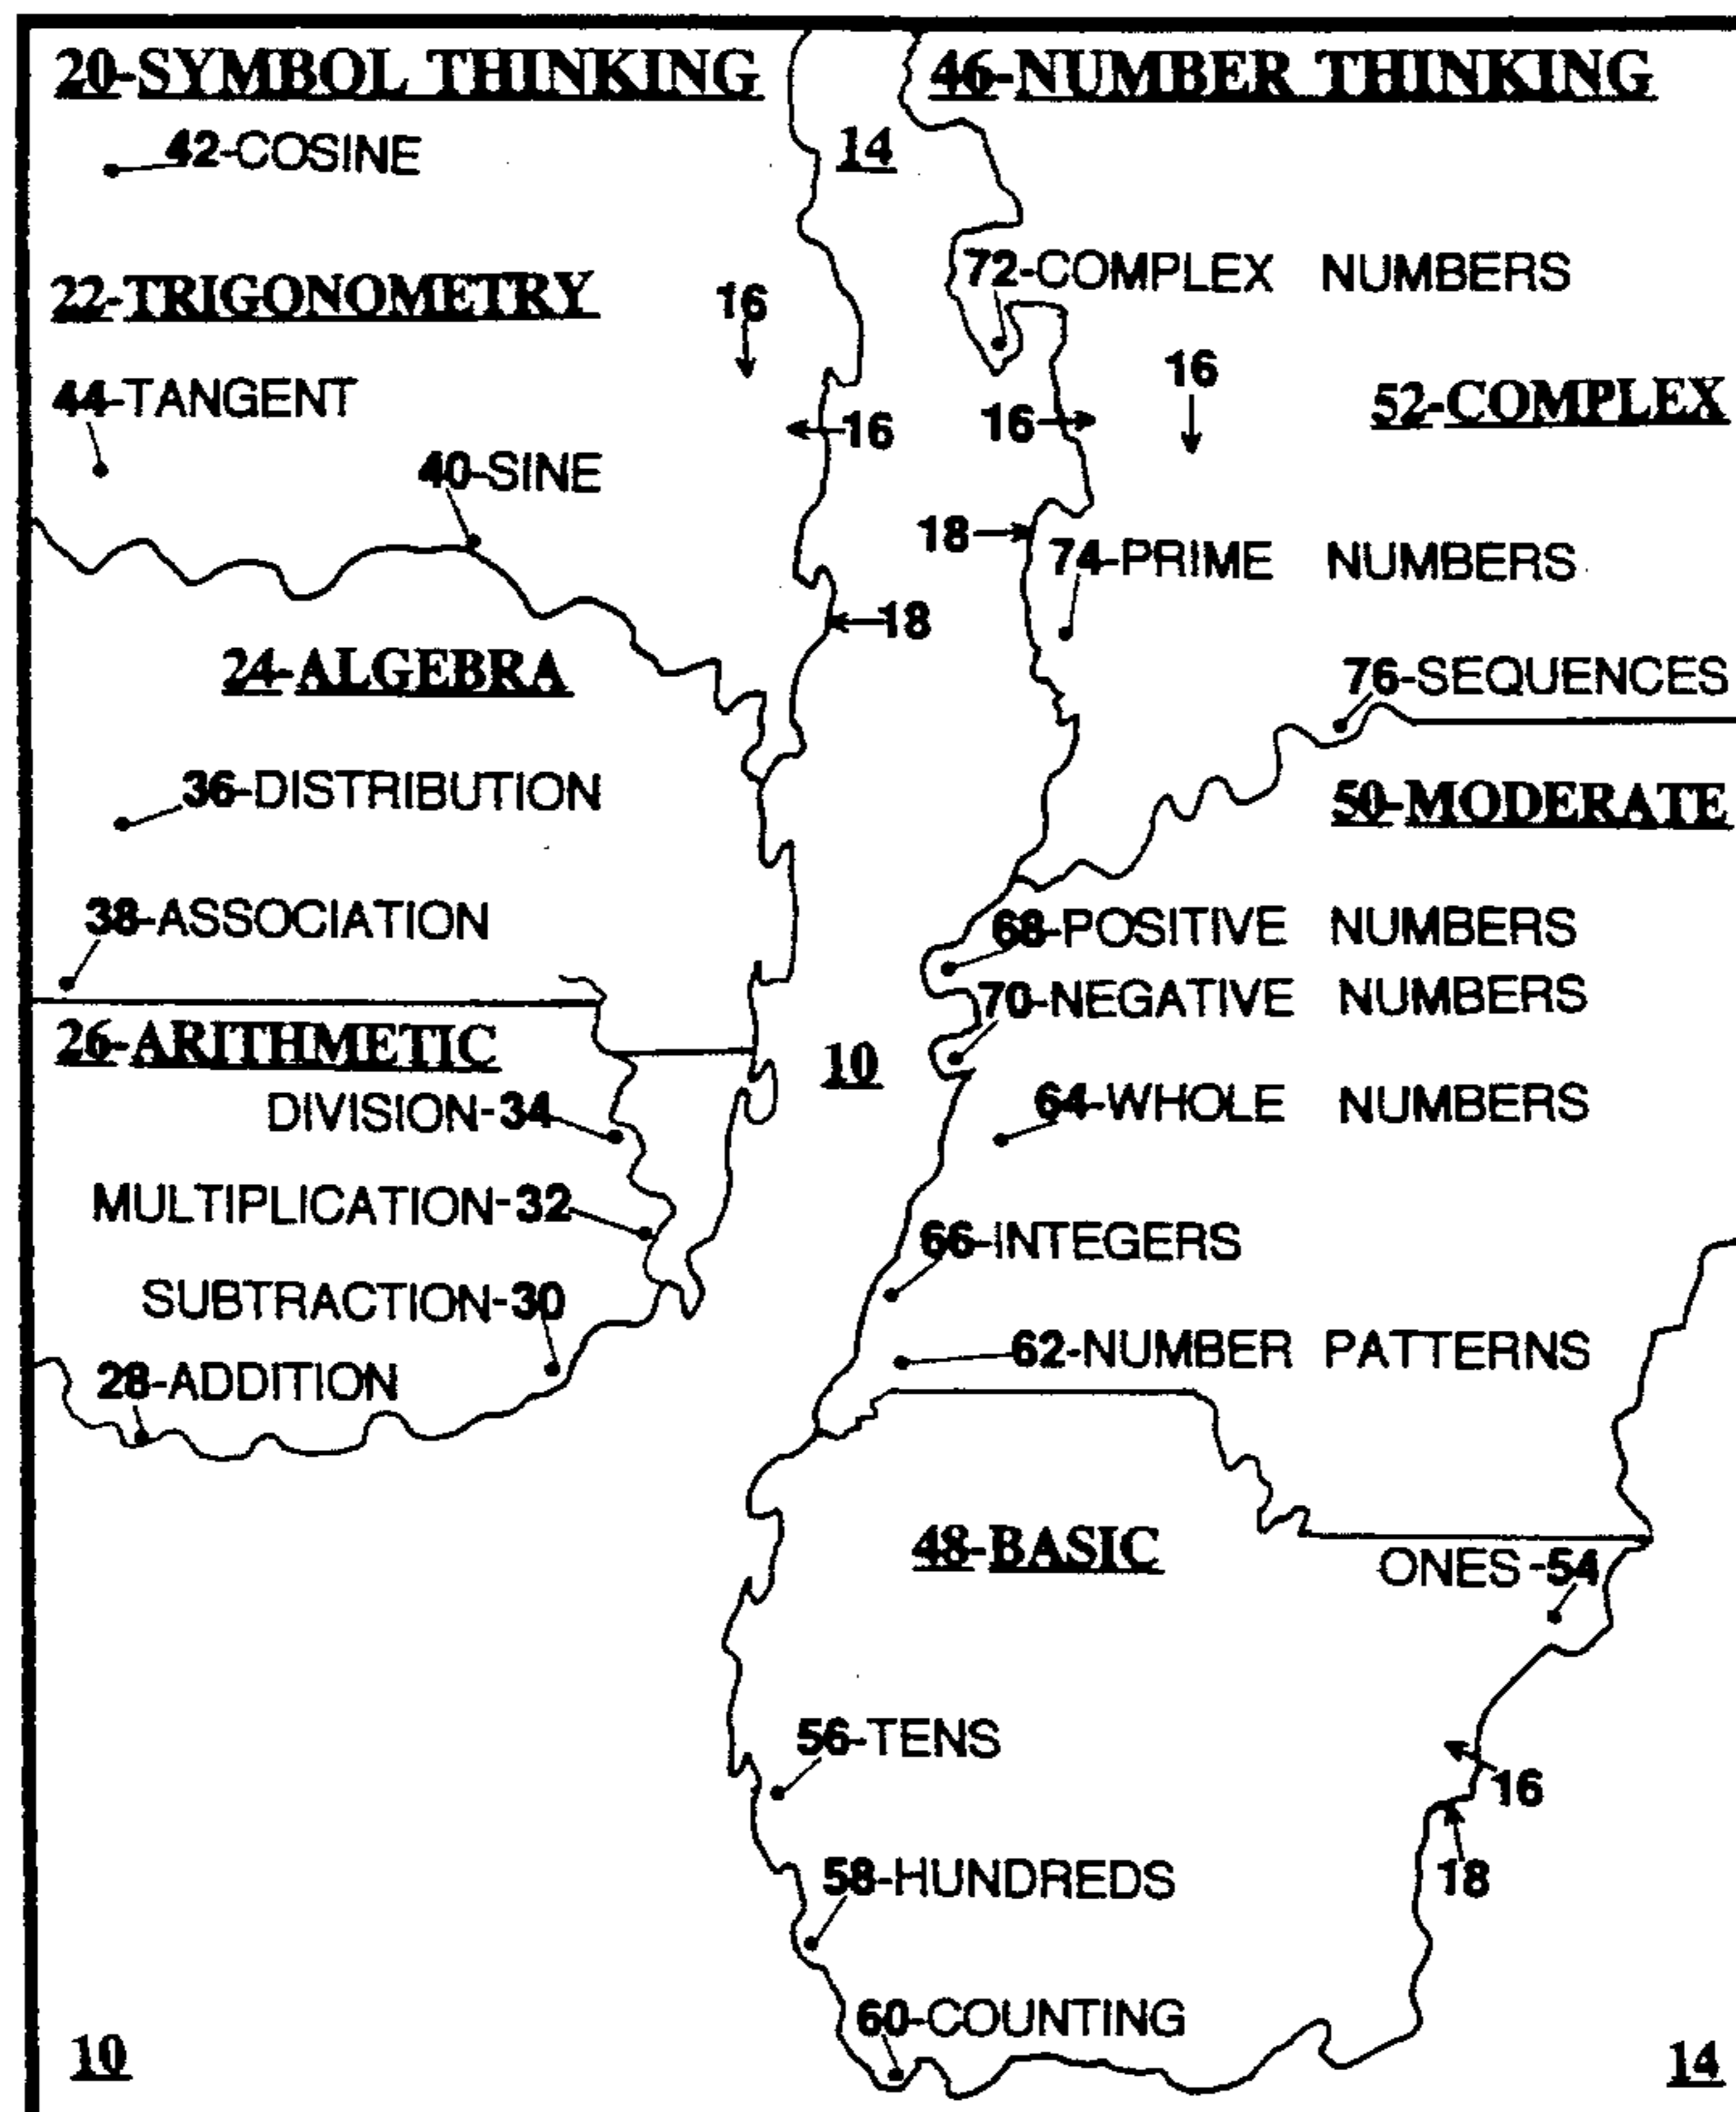 20-SYMBOL THINKING
46-NUMBER THINKING
42-COSINE
14
72-COMPLEX NUMBERS
22-TRIGONOMETRY
16
16
44-TANGENT
52-COMPLEX
16
16
40-SINE
18
74-PRIME NUMBERS
18
24-ALGEBRA
76-SEQUENCES
36-DISTRIBUTION
50-MODERATE
38-ASSOCIATION
68-POSITIVE NUMBERS
70-NEGATIVE NUMBERS
26-ARITHMETIC
10
DIVISION-34
64-WHOLE NUMBERS
MULTIPLICATION-32
66-INTEGERS
SUBTRACTION-30
62-NUMBER PATTERNS
28-ADDITION
48-BASIC
ONES-54
56-TENS
16
58-HUNDREDS
18
60-COUNTING
10
14